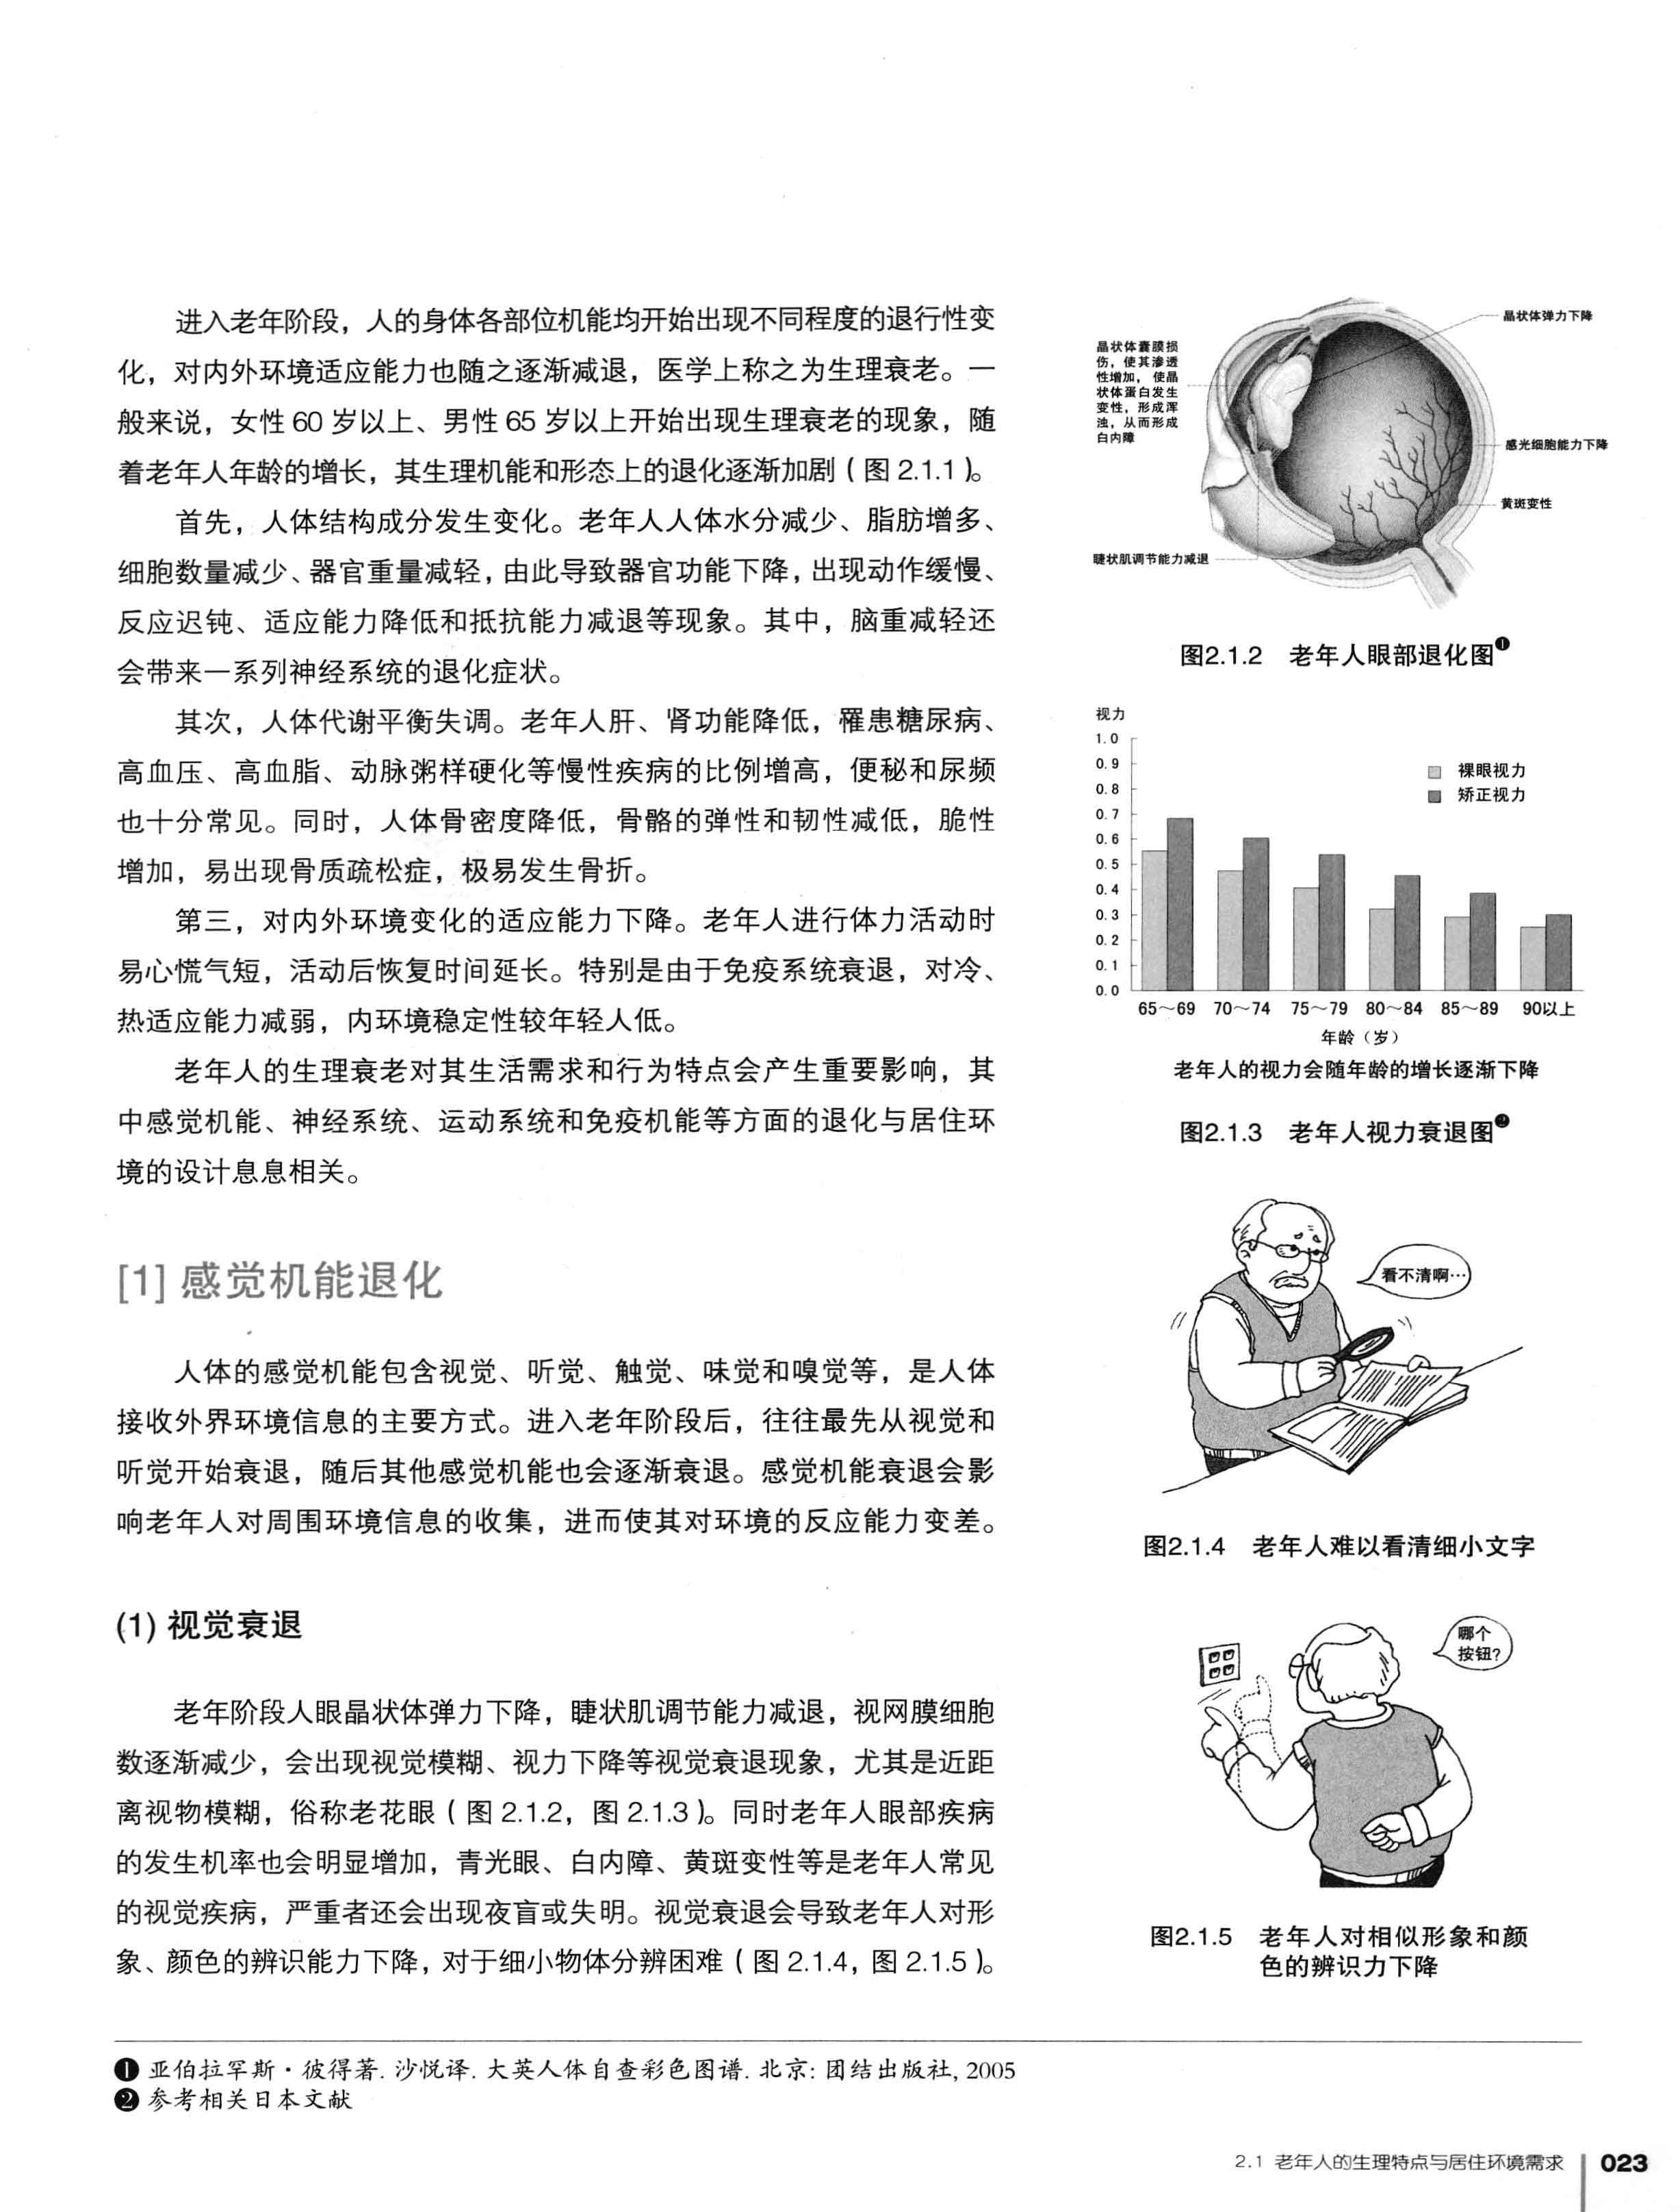 进入老年阶段，人的身体各部位机能均开始出现不同程度的退行性变
化，对内外环境适应能力也随之逐渐减退，医学上称之为生理衰老。一
般来说，女性 60 岁以上、男性 65 岁以上开始出现生理衰老的现象，随
着老年人年龄的增长，其生理机能和形态上的退化逐渐加剧（图 2.1.1）。
首先，人体结构成分发生变化。老年人人体水分减少、脂肪增多、
细胞数量减少、器官重量减轻，由此导致器官功能下降，出现动作缓慢、
反应迟钝、适应能力降低和抵抗能力减退等现象。其中，脑重减轻还
会带来一系列神经系统的退化症状。
其次，人体代谢平衡失调。老年人肝、肾功能降低，罹患糖尿病、
高血压、高血脂、动脉粥样硬化等慢性疾病的比例增高，便秘和尿频
也十分常见。同时，人体骨密度降低，骨骼的弹性和韧性减低，脆性
增加，易出现骨质疏松症，极易发生骨折。
第三，对内外环境变化的适应能力下降。老年人进行体力活动时
易心慌气短，活动后恢复时间延长。特别是由于免疫系统衰退，对冷、
热适应能力减弱，内环境稳定性较年轻人低。
老年人的生理衰老对其生活需求和行为特点会产生重要影响，其
中感觉机能、神经系统、运动系统和免疫机能等方面的退化与居住环
境的设计息息相关。
[1] 感觉机能退化
人体的感觉机能包含视觉、听觉、触觉、味觉和嗅觉等，是人体
接收外界环境信息的主要方式。进入老年阶段后，往往最先从视觉和
听觉开始衰退，随后其他感觉机能也会逐渐衰退。感觉机能衰退会影
响老年人对周围环境信息的收集，进而使其对环境的反应能力变差。
(1) 视觉衰退
老年阶段人眼晶状体弹力下降，睫状肌调节能力减退，视网膜细胞
数逐渐减少，会出现视觉模糊、视力下降等视觉衰退现象，尤其是近距
离视物模糊，俗称老花眼（图 2.1.2，图 2.1.3）。同时老年人眼部疾病
的发生机率也会明显增加，青光眼、白内障、黄斑变性等是老年人常见
的视觉疾病，严重者还会出现夜盲或失明。视觉衰退会导致老年人对形
象、颜色的辨识能力下降，对于细小物体分辨困难（图 2.1.4，图 2.1.5）。
晶状体弹力下降
晶状体囊膜损
伤，使其渗透
性增加，使晶
状体蛋白发生
变性，形成浑
浊，从而形成
白内障
感光细胞能力下降
黄斑变性
睫状肌调节能力减退
图2.1.2 老年人眼部退化图❶
视力
1.0
0.9
0.8
0.7
0.6
0.5
0.4
0.3
0.2
0.1
0.0
裸眼视力
矫正视力
65～69 70～74 75～79 80～84 85～89 90以上
年龄（岁）
老年人的视力会随年龄的增长逐渐下降
图2.1.3 老年人视力衰退图❷
看不清啊…
图2.1.4 老年人难以看清细小文字
哪个
按钮?
图2.1.5 老年人对相似形象和颜
色的辨识力下降
❶ 亚伯拉罕斯·彼得著. 沙悦译. 大英人体自查彩色图谱. 北京: 团结出版社, 2005
❷ 参考相关日本文献
2.1 老年人的生理特点与居住环境需求 023